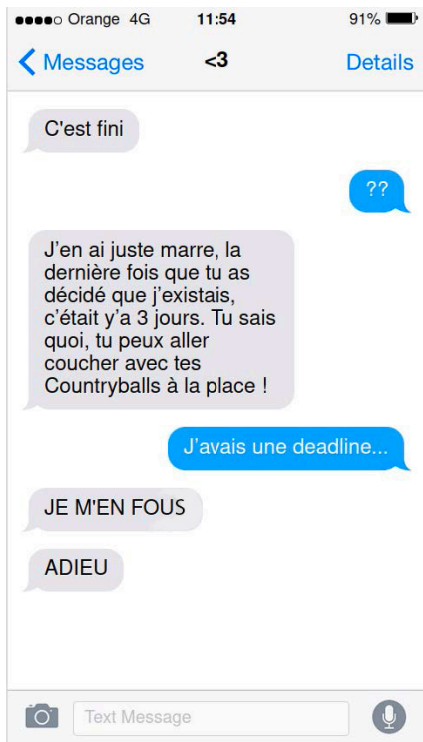 Orange 4G 11:54 91%
Messages <3 Details
C'est fini
??
J'en ai juste marre, la
dernière fois que tu as
décidé que j'existais,
c'était y'a 3 jours. Tu sais
quoi, tu peux aller
coucher avec tes
Countryballs à la place !
J'avais une deadline...
JE M'EN FOUS
ADIEU
Text Message